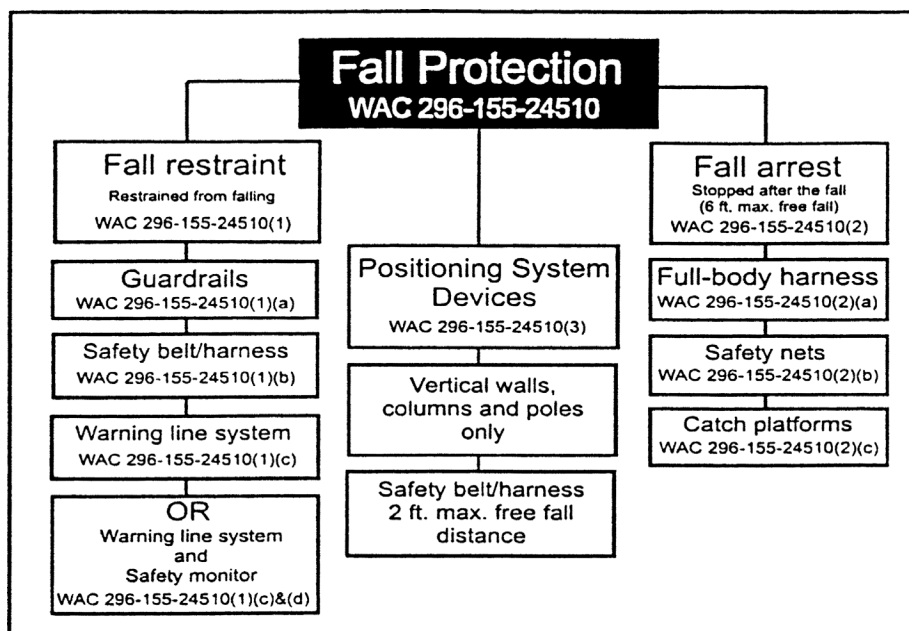 Fall Protection
WAC 296-155-24510
Fall restraint
Restrained from falling
WAC 296-155-24510(1)
Guardrails
WAC 296-155-24510(1)(a)
Safety belt/harness
WAC 296-155-24510(1)(b)
Warning line system
WAC 296-155-24510(1)(c)
OR
Warning line system
and
Safety monitor
WAC 296-155-24510(1)(c)&(d)
Positioning System
Devices
WAC 296-155-24510(3)
Vertical walls,
columns and poles
only
Safety belt/harness
2 ft. max. free fall
distance
Fall arrest
Stopped after the fall
(6 ft. max. free fall)
WAC 296-155-24510(2)
Full-body harness
WAC 296-155-24510(2)(a)
Safety nets
WAC 296-155-24510(2)(b)
Catch platforms
WAC 296-155-24510(2)(c)